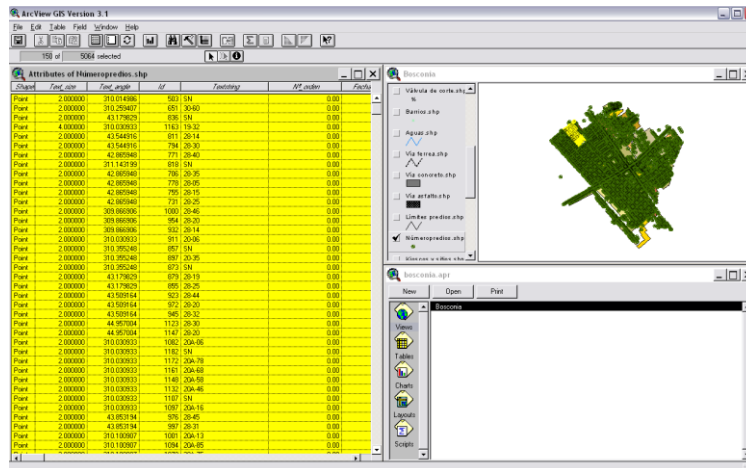 ArcView GIS Version 3.1
File Edit Table Field Window Help
150 of 5064 selected
Attributes of Númeropredios.shp
Shape Text_size Text_angle Id Textstring Nº_orden Fecha
Point 2.000000 310.014986 583 SN 0.00
Point 2.000000 310.259407 651 30-60 0.00
Point 2.000000 43.179829 836 SN 0.00
Point 4.000000 310.030933 1163 19-32 0.00
Point 2.000000 43.544916 811 28-14 0.00
Point 2.000000 43.544916 794 28-30 0.00
Point 2.000000 42.865948 771 28-40 0.00
Point 2.000000 311.143199 818 SN 0.00
Point 2.000000 42.865948 706 28-35 0.00
Point 2.000000 42.865948 778 28-05 0.00
Point 2.000000 42.865948 755 28-15 0.00
Point 2.000000 42.865948 731 28-25 0.00
Point 2.000000 309.866906 1080 28-46 0.00
Point 2.000000 309.866906 954 28-20 0.00
Point 2.000000 309.866906 932 28-14 0.00
Point 2.000000 310.030933 911 20-06 0.00
Point 2.000000 310.355248 857 SN 0.00
Point 2.000000 310.355248 897 20-35 0.00
Point 2.000000 310.355248 873 SN 0.00
Point 2.000000 43.179829 879 28-19 0.00
Point 2.000000 43.179829 855 28-25 0.00
Point 2.000000 43.509164 923 28-44 0.00
Point 2.000000 43.509164 972 28-20 0.00
Point 2.000000 43.509164 945 28-32 0.00
Point 2.000000 44.957004 1123 28-30 0.00
Point 2.000000 44.957004 1147 28-20 0.00
Point 2.000000 310.030933 1082 20A-06 0.00
Point 2.000000 310.030933 1182 SN 0.00
Point 2.000000 310.030933 1172 20A-78 0.00
Point 2.000000 310.030933 1161 20A-68 0.00
Point 2.000000 310.030933 1148 20A-58 0.00
Point 2.000000 310.030933 1132 20A-46 0.00
Point 2.000000 310.030933 1107 SN 0.00
Point 2.000000 310.030933 1097 20A-16 0.00
Point 2.000000 43.853194 976 28-45 0.00
Point 2.000000 43.853194 997 28-31 0.00
Point 2.000000 310.100907 1001 20A-13 0.00
Point 2.000000 310.100907 1094 20A-85 0.00
Bosconia
Válvula de corte.shp
Barrios.shp
Aguas.shp
Vía terrea.shp
Vía concreto.shp
Vía asfalto.shp
Límites predios.shp
Númeropredios.shp
bosconia.apr
New Open Print
Bosconia
Views
Tables
Charts
Layouts
Scripts